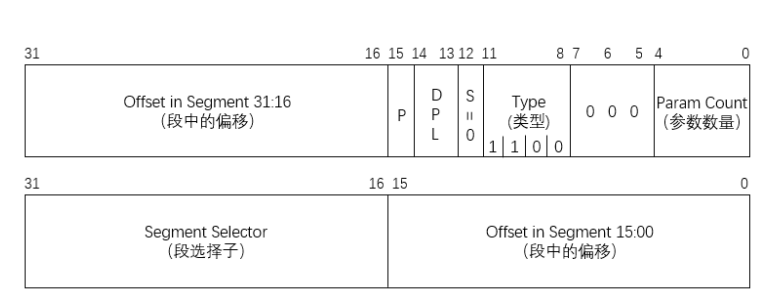 31 16 15 14 13 12 11 8 7 6 5 4 0
Offset in Segment 31:16
（段中的偏移）
P
D
P
L
S
=
0
Type
(类型)
1 1 0 0
0 0 0
Param Count
（参数数量）
31 16 15 0
Segment Selector
（段选择子）
Offset in Segment 15:00
（段中的偏移）